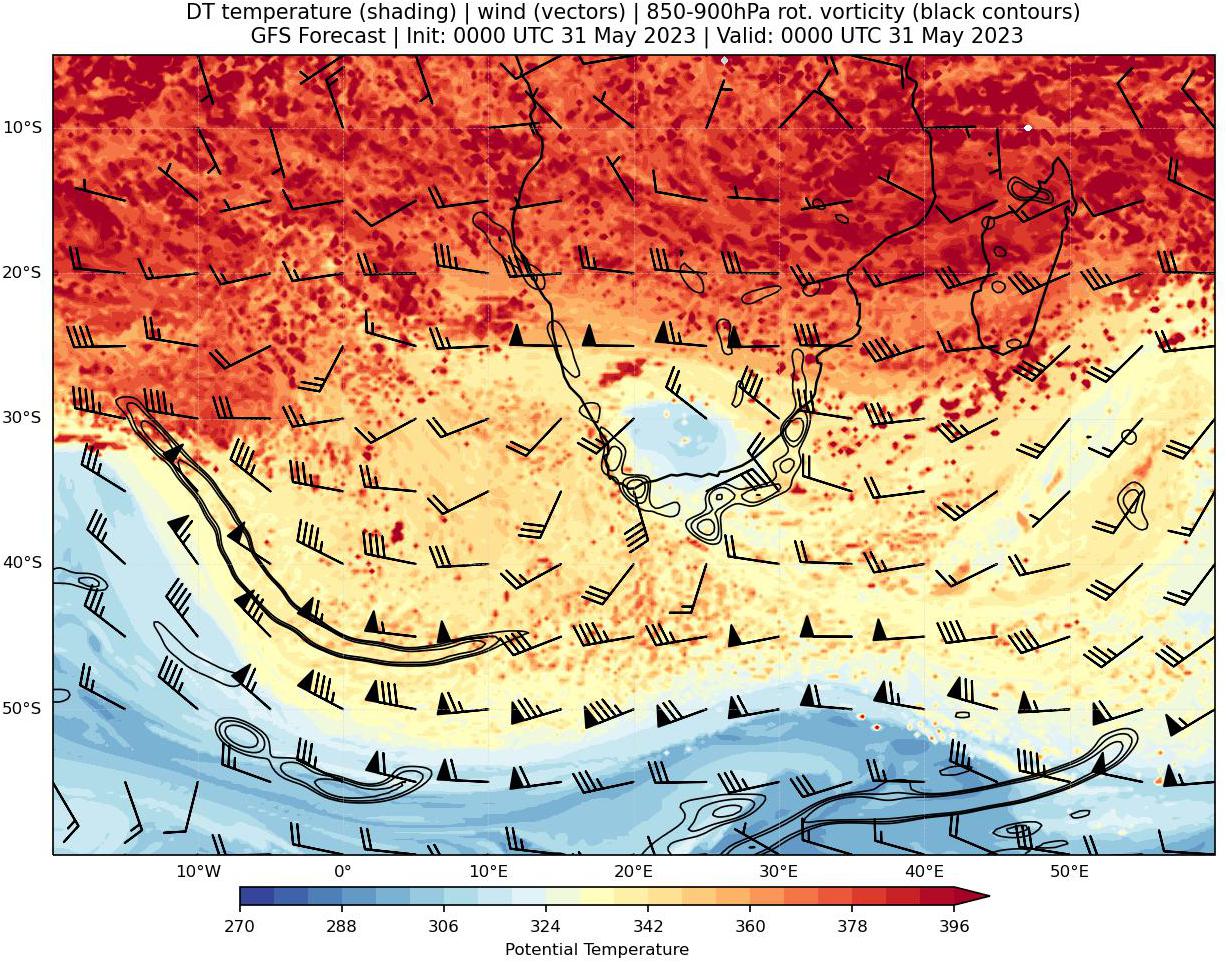 DT temperature (shading) | wind (vectors) | 850-900hPa rot. vorticity (black contours)
GFS Forecast | Init: 0000 UTC 31 May 2023 | Valid: 0000 UTC 31 May 2023
10°S
20°S
30°S
40°S
50°S
10°W 0° 10°E 20°E 30°E 40°E 50°E
270 288 306 324 342 360 378 396
Potential Temperature